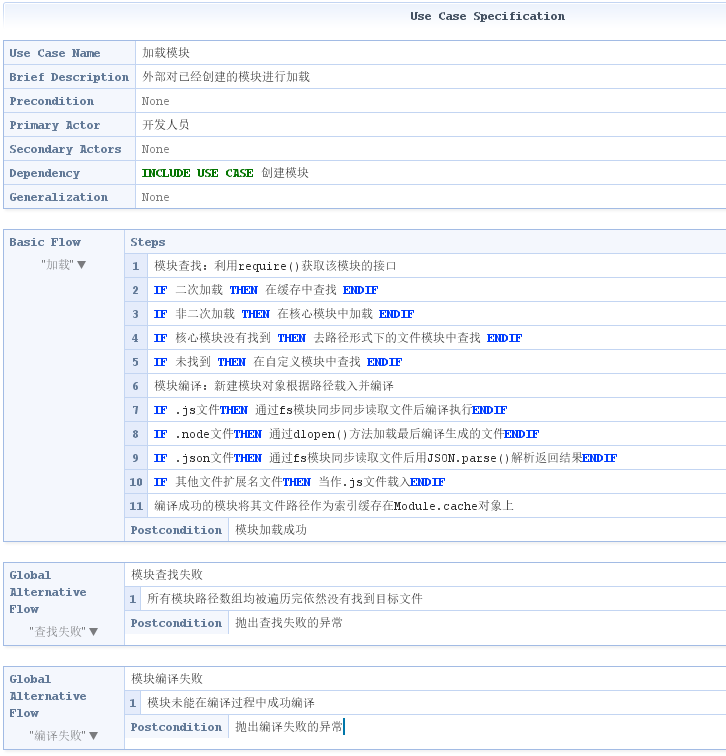 Use Case Specification
Use Case Name 加载模块
Brief Description 外部对已经创建的模块进行加载
Precondition None
Primary Actor 开发人员
Secondary Actors None
Dependency INCLUDE USE CASE 创建模块
Generalization None
Basic Flow Steps
"加载"▼
1 模块查找：利用require()获取该模块的接口
2 IF 二次加载 THEN 在缓存中查找 ENDIF
3 IF 非二次加载 THEN 在核心模块中加载 ENDIF
4 IF 核心模块没有找到 THEN 去路径形式下的文件模块中查找 ENDIF
5 IF 未找到 THEN 在自定义模块中查找 ENDIF
6 模块编译：新建模块对象根据路径载入并编译
7 IF .js文件THEN 通过fs模块同步同步读取文件后编译执行ENDIF
8 IF .node文件THEN 通过dlopen()方法加载最后编译生成的文件ENDIF
9 IF .json文件THEN 通过fs模块同步读取文件后用JSON.parse()解析返回结果ENDIF
10 IF 其他文件扩展名文件THEN 当作.js文件载入ENDIF
11 编译成功的模块将其文件路径作为索引缓存在Module.cache对象上
Postcondition 模块加载成功
Global Alternative Flow
"查找失败"▼
模块查找失败
1 所有模块路径数组均被遍历完依然没有找到目标文件
Postcondition 抛出查找失败的异常
Global Alternative Flow
"编译失败"▼
模块编译失败
1 模块未能在编译过程中成功编译
Postcondition 抛出编译失败的异常